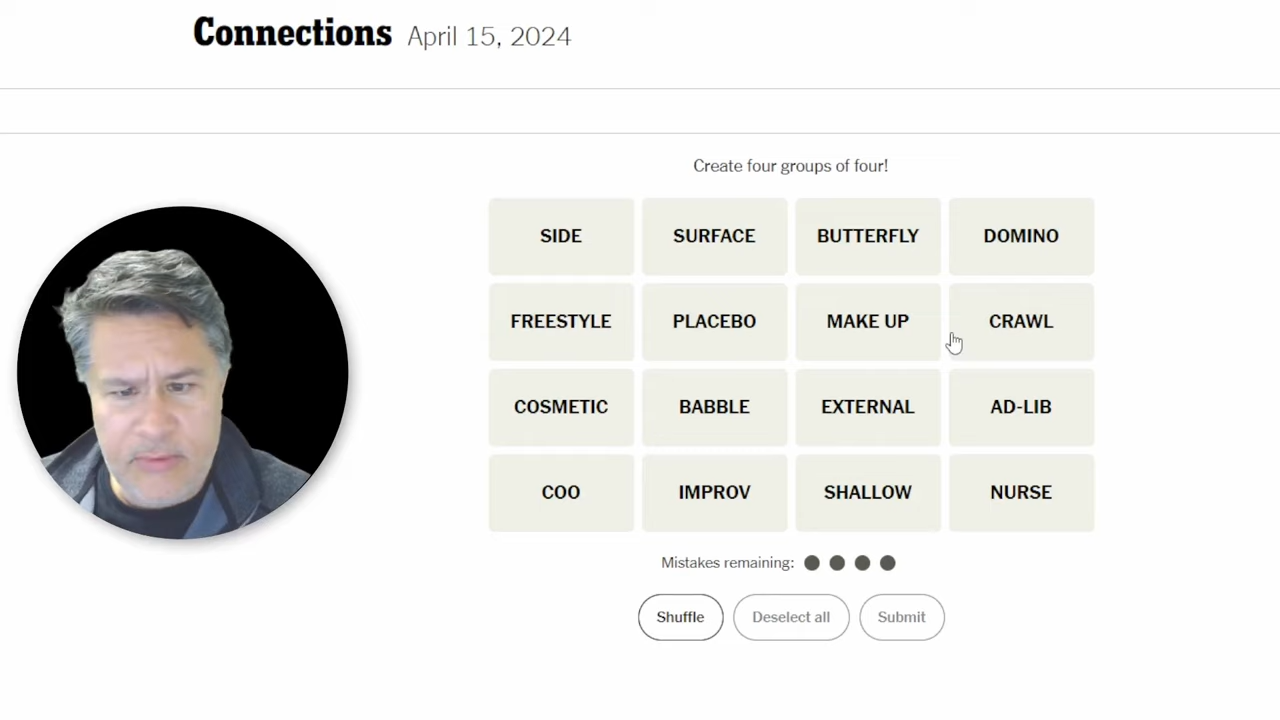 Connections April 15, 2024
Create four groups of four!
SIDE SURFACE BUTTERFLY DOMINO
FREESTYLE PLACEBO MAKE UP CRAWL
COSMETIC BABBLE EXTERNAL AD-LIB
COO IMPROV SHALLOW NURSE
Mistakes remaining:
Shuffle Deselect all Submit